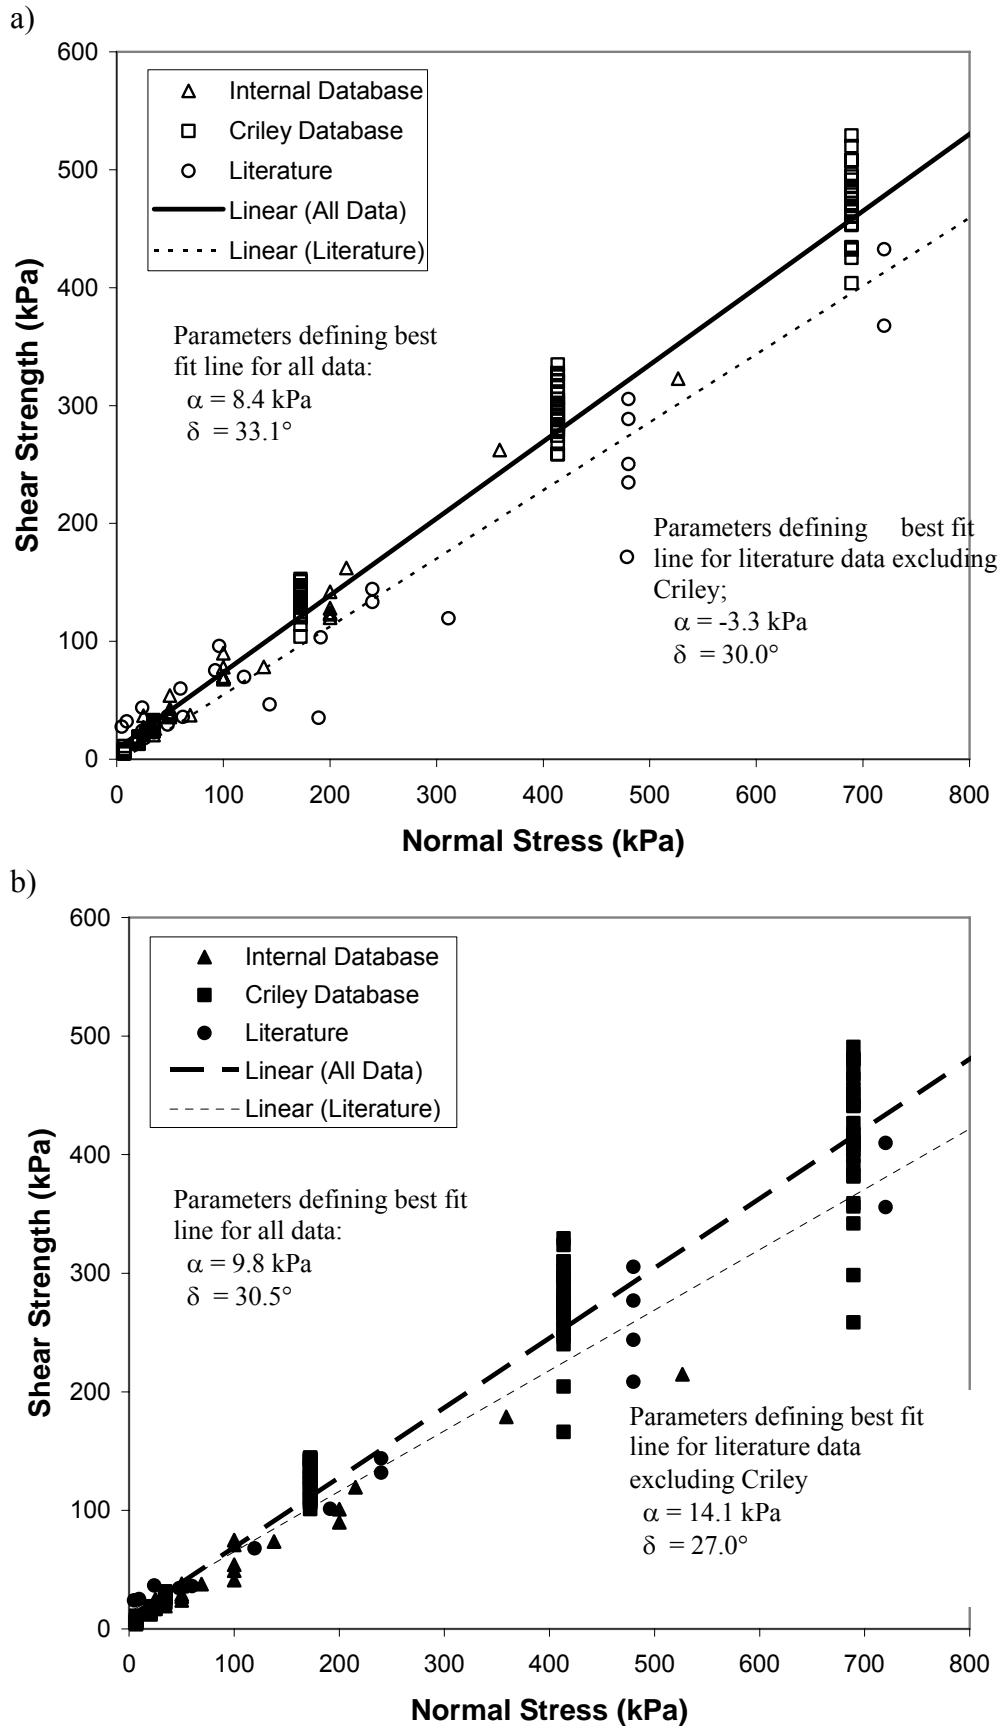 a)
600
500
400
300
200
100
0
Shear Strength (kPa)
Internal Database
Criley Database
Literature
Linear (All Data)
Linear (Literature)
Parameters defining best
fit line for all data:
α = 8.4 kPa
δ = 33.1°
Parameters defining best fit
line for literature data excluding
Criley;
α = -3.3 kPa
δ = 30.0°
0 100 200 300 400 500 600 700 800
Normal Stress (kPa)
b)
600
500
400
300
200
100
0
Shear Strength (kPa)
Internal Database
Criley Database
Literature
Linear (All Data)
Linear (Literature)
Parameters defining best fit
line for all data:
α = 9.8 kPa
δ = 30.5°
Parameters defining best fit
line for literature data
excluding Criley
α = 14.1 kPa
δ = 27.0°
0 100 200 300 400 500 600 700 800
Normal Stress (kPa)